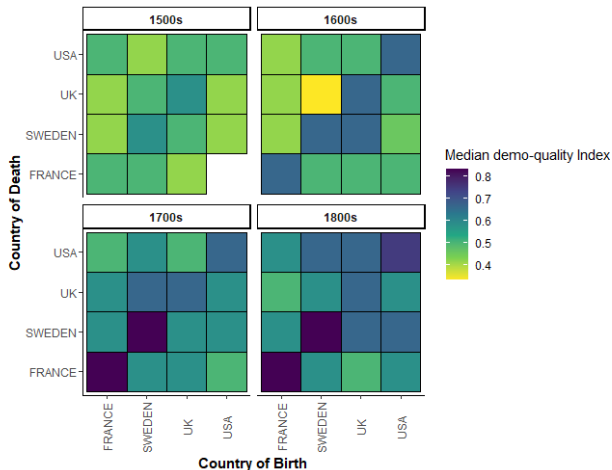 1500s
1600s
USA
UK
SWEDEN
FRANCE
Country of Death
1700s
1800s
USA
UK
SWEDEN
FRANCE
FRANCE
SWEDEN
UK
USA
FRANCE
SWEDEN
UK
USA
Country of Birth
Median demo-quality Index
0.8
0.7
0.6
0.5
0.4